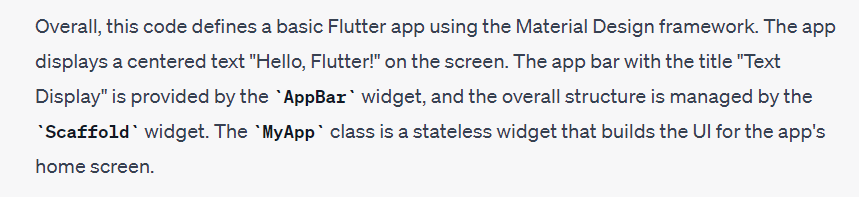 Overall, this code defines a basic Flutter app using the Material Design framework. The app
displays a centered text "Hello, Flutter!" on the screen. The app bar with the title "Text
Display" is provided by the `AppBar` widget, and the overall structure is managed by the
`Scaffold` widget. The `MyApp` class is a stateless widget that builds the UI for the app's
home screen.